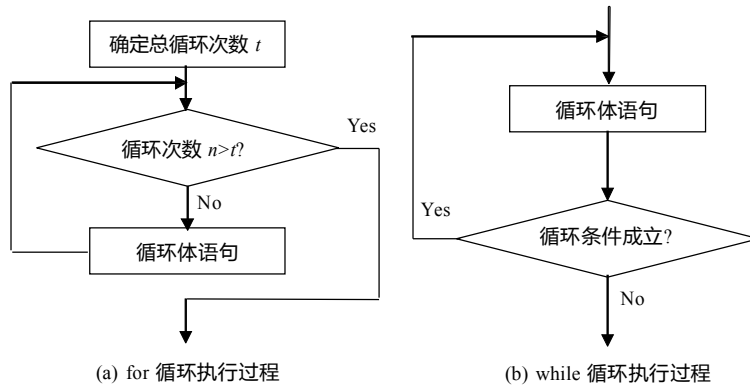 确定总循环次数 t
循环次数 n>t?
Yes
No
循环体语句
(a) for 循环执行过程
循环体语句
Yes
循环条件成立?
No
(b) while 循环执行过程